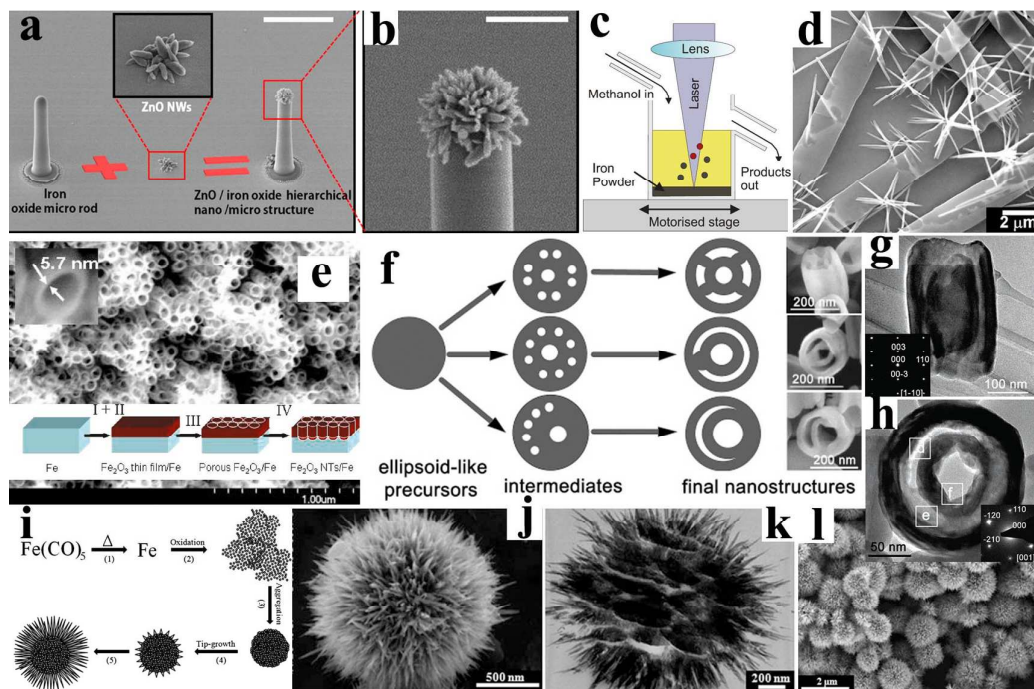 a
ZnO NWs
Iron
oxide micro rod
ZnO / iron oxide hierarchical
nano /micro structure
b
c
Lens
Laser
Methanol in
Iron
Powder
Products
out
Motorised stage
d
2 μm
e
5.7 nm
I + II
III
IV
Fe
Fe₂O₃ thin film/Fe
Porous Fe₂O₃/Fe
Fe₂O₃ NTs/Fe
1.00um
f
ellipsoid-like
precursors
intermediates
final nanostructures
200 nm
200 nm
200 nm
g
003
000
110
00-3
-[1-10]
100 nm
h
d
f
e
-120
110
000
-210
[001]
50 nm
i
Fe(CO)₅
Δ
(1)
Fe
Oxidation
(2)
Aggregation
(3)
Tip-growth
(4)
(5)
j
500 nm
k
200 nm
l
2 μm